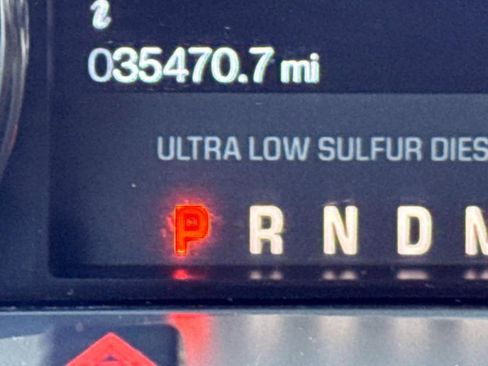 i
035470.7 mi
ULTRA LOW SULFUR DIES
P R N D